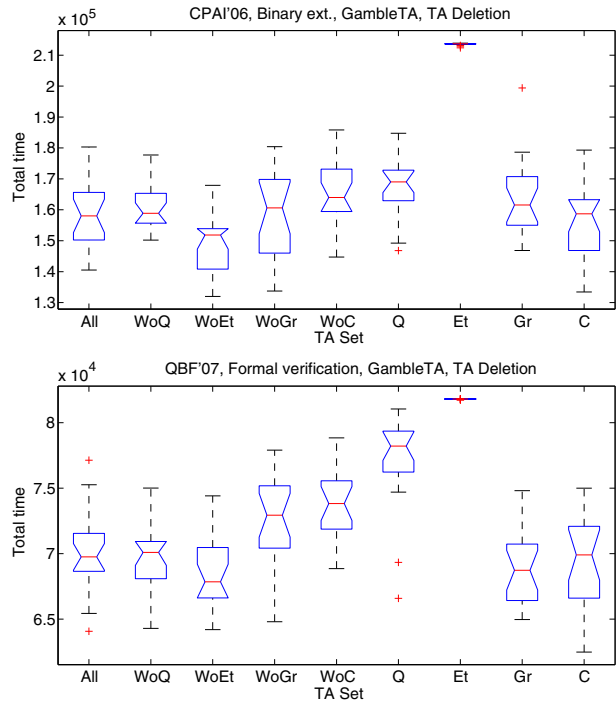 CPAI'06, Binary ext., GambleTA, TA Deletion
x 10^5
2.1
2
1.9
1.8
1.7
1.6
1.5
1.4
1.3
Total time
All WoQ WoEt WoGr WoC Q Et Gr C
TA Set
QBF'07, Formal verification, GambleTA, TA Deletion
x 10^4
8
7.5
7
6.5
Total time
All WoQ WoEt WoGr WoC Q Et Gr C
TA Set